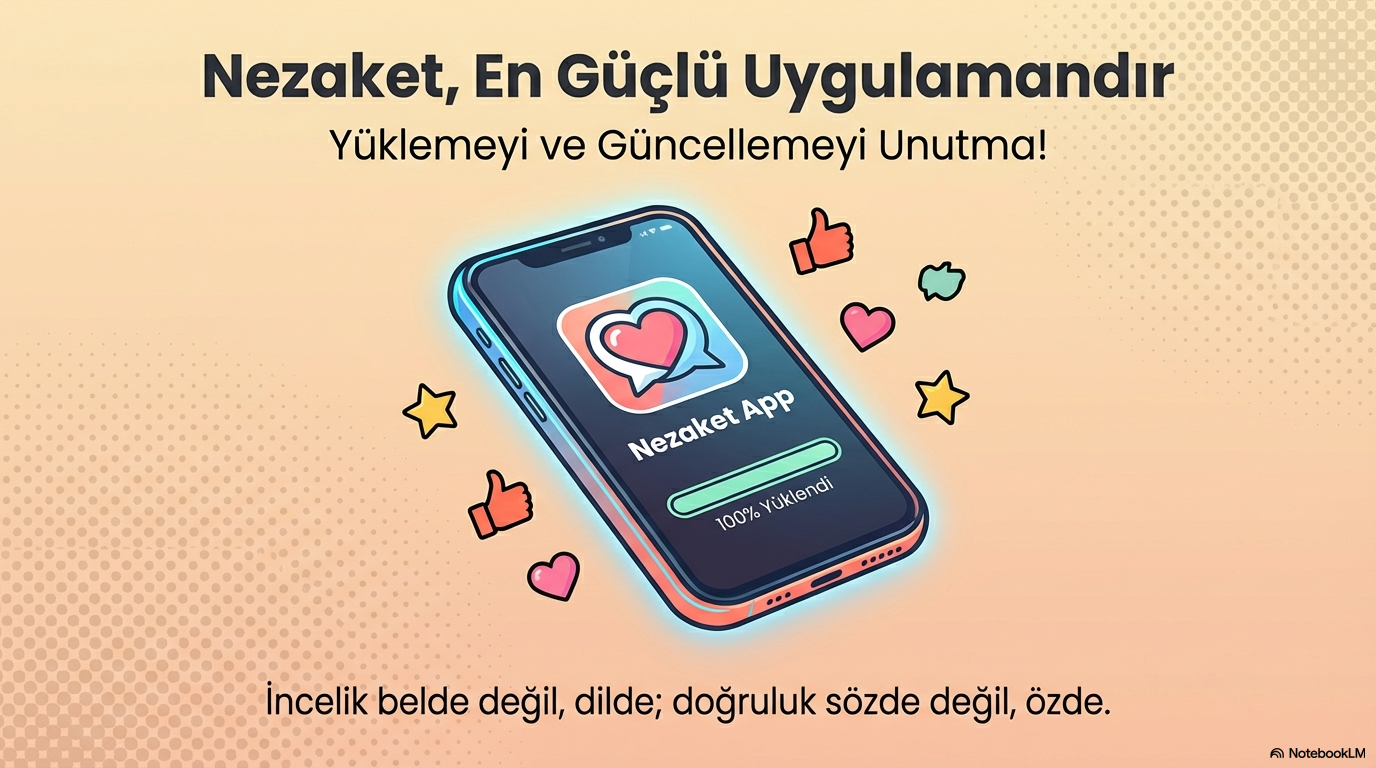 Nezaket, En Güçlü Uygulamandır
Yüklemeyi ve Güncellemeyi Unutma!
Nezaket App
100% Yüklendi
İncelik belde değil, dilde; doğruluk sözde değil, özde.
NotebookLM